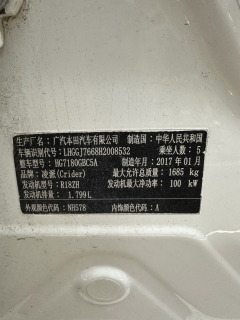 生产厂名：广汽本田汽车有限公司 制造国：中华人民共和国
车辆识别代号：LHGGJ7668H2008532 乘坐人数：5
整车型号：HG7180GBC5A 制造年月：2017年01月
车型名称：凌派(Crider) 最大允许总质量：1685 kg
发动机型号：R18ZH 发动机最大净功率：100 kW
发动机排量：1.799L
外观颜色代码：NH578 内饰颜色代码：A